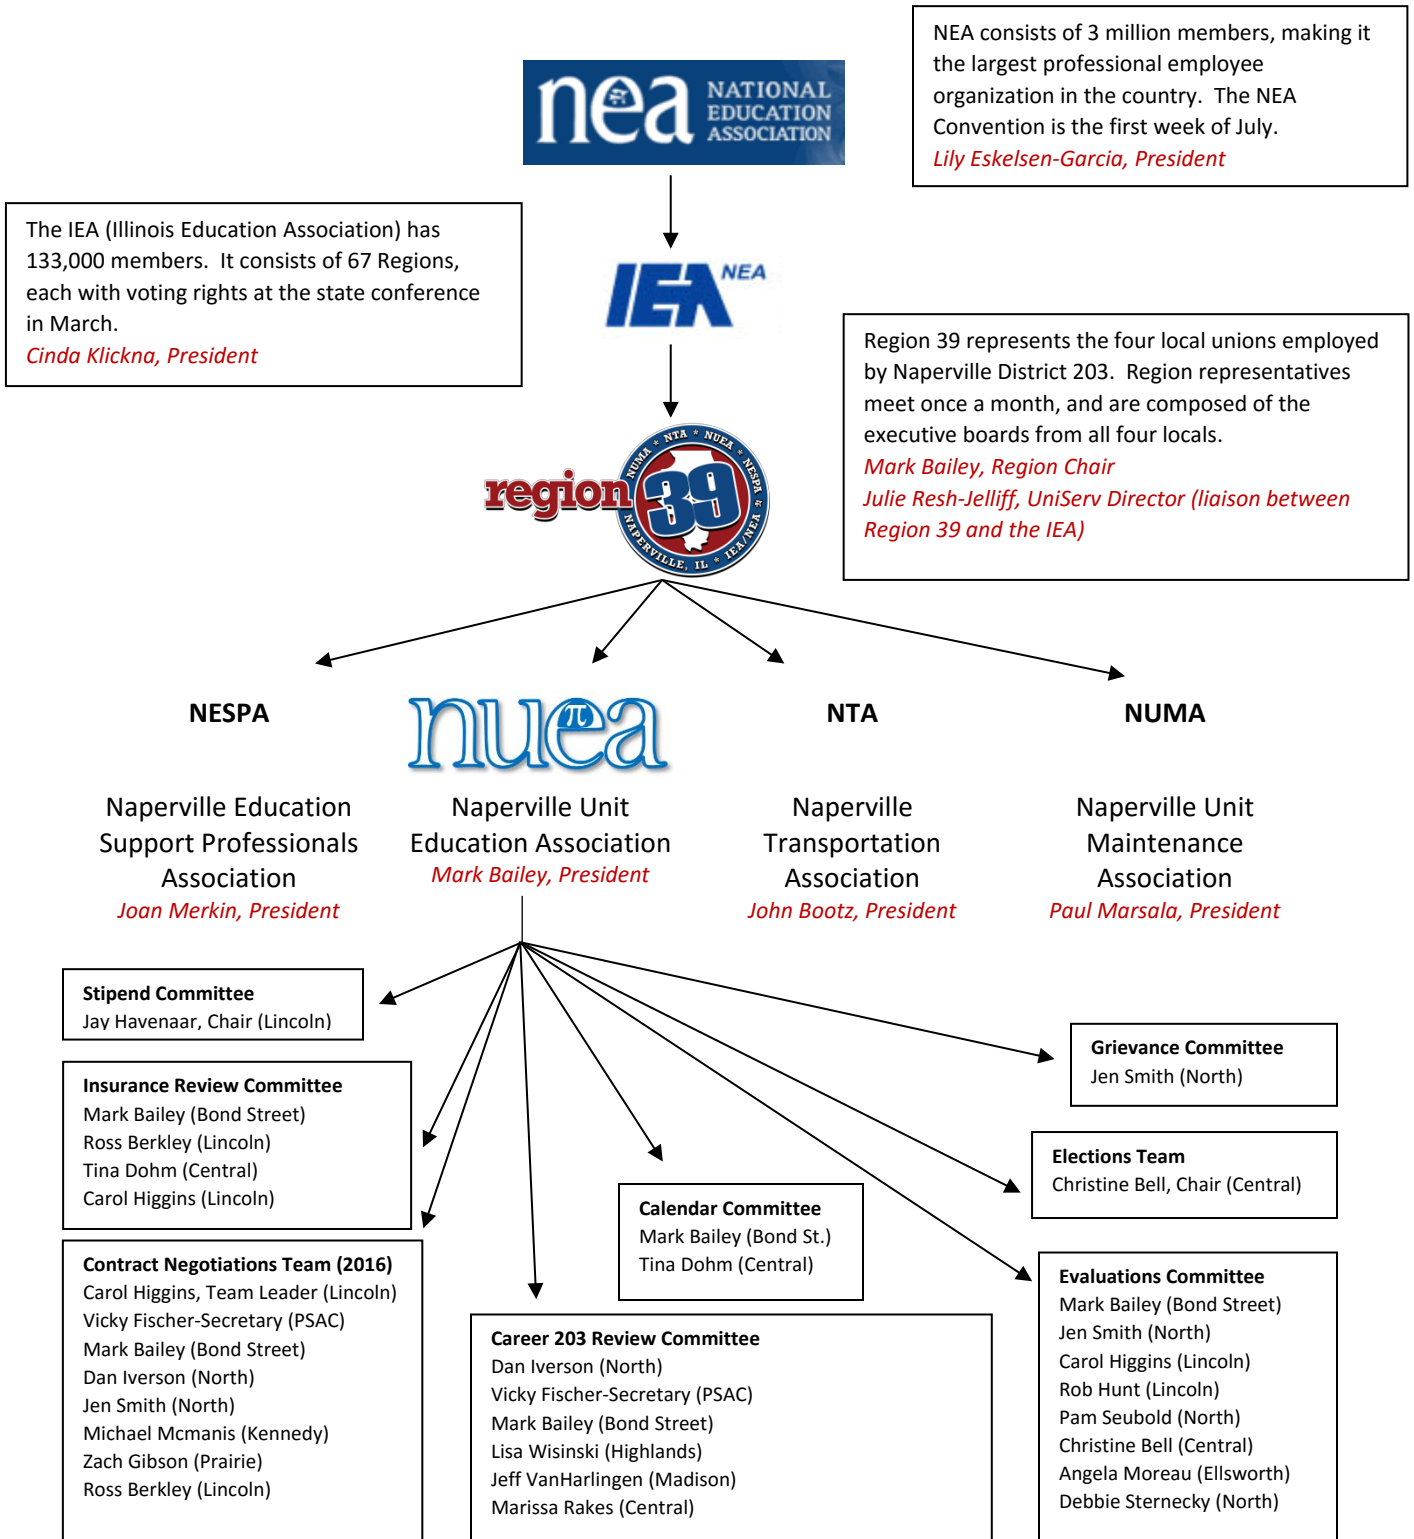 NEA consists of 3 million members, making it
the largest professional employee
organization in the country.  The NEA
Convention is the first week of July.
Lily Eskelsen-Garcia, President
nea NATIONAL
EDUCATION
ASSOCIATION
The IEA (Illinois Education Association) has
133,000 members.  It consists of 67 Regions,
each with voting rights at the state conference
in March.
Cinda Klickna, President
IEA NEA
Region 39 represents the four local unions employed
by Naperville District 203.  Region representatives
meet once a month, and are composed of the
executive boards from all four locals.
Mark Bailey, Region Chair
Julie Resh-Jelliff, UniServ Director (liaison between
Region 39 and the IEA)
region 39
NUMA * NTA * NUEA * NESPA *
NAPERVILLE, IL * IEA/NEA *
NESPA
Naperville Education
Support Professionals
Association
Joan Merkin, President
nuea
π
Naperville Unit
Education Association
Mark Bailey, President
NTA
Naperville
Transportation
Association
John Bootz, President
NUMA
Naperville Unit
Maintenance
Association
Paul Marsala, President
Stipend Committee
Jay Havenaar, Chair (Lincoln)
Insurance Review Committee
Mark Bailey (Bond Street)
Ross Berkley (Lincoln)
Tina Dohm (Central)
Carol Higgins (Lincoln)
Contract Negotiations Team (2016)
Carol Higgins, Team Leader (Lincoln)
Vicky Fischer-Secretary (PSAC)
Mark Bailey (Bond Street)
Dan Iverson (North)
Jen Smith (North)
Michael Mcmanis (Kennedy)
Zach Gibson (Prairie)
Ross Berkley (Lincoln)
Career 203 Review Committee
Dan Iverson (North)
Vicky Fischer-Secretary (PSAC)
Mark Bailey (Bond Street)
Lisa Wisinski (Highlands)
Jeff VanHarlingen (Madison)
Marissa Rakes (Central)
Calendar Committee
Mark Bailey (Bond St.)
Tina Dohm (Central)
Grievance Committee
Jen Smith (North)
Elections Team
Christine Bell, Chair (Central)
Evaluations Committee
Mark Bailey (Bond Street)
Jen Smith (North)
Carol Higgins (Lincoln)
Rob Hunt (Lincoln)
Pam Seubold (North)
Christine Bell (Central)
Angela Moreau (Ellsworth)
Debbie Sternecky (North)